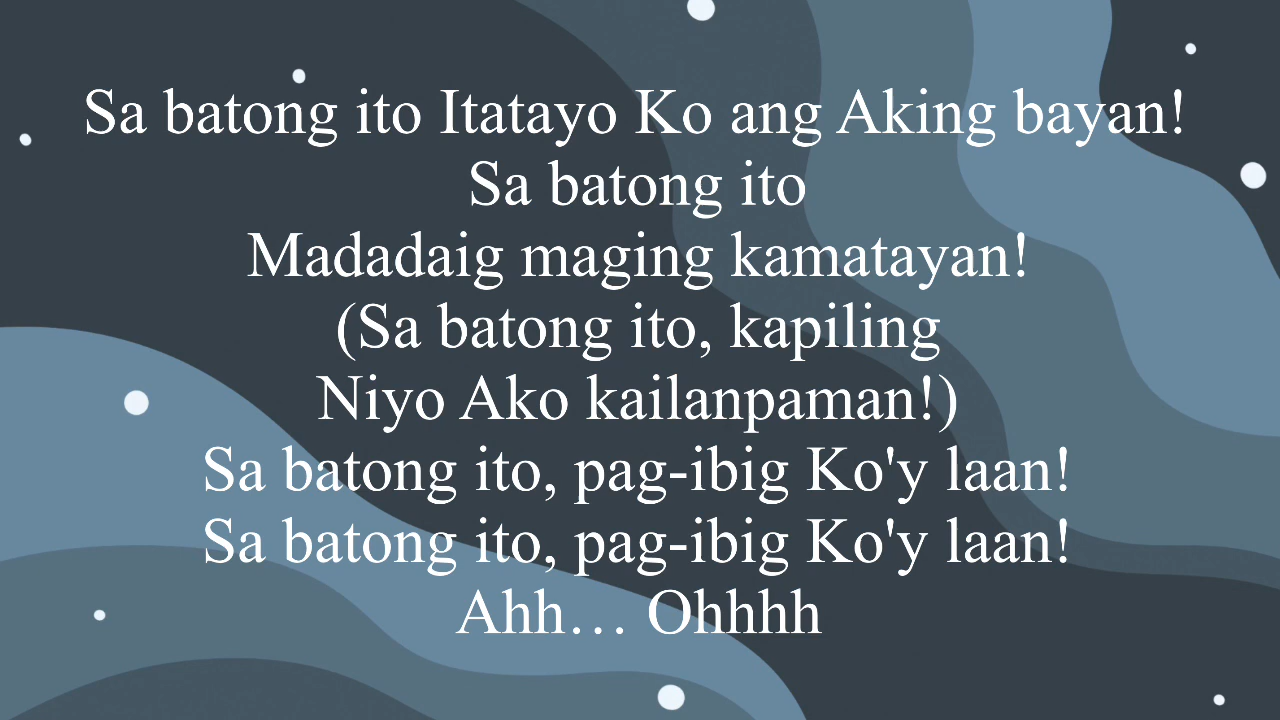 Sa batong ito Itatayo Ko ang Aking bayan!
Sa batong ito
Madadaig maging kamatayan!
(Sa batong ito, kapiling
Niyo Ako kailanpaman!)
Sa batong ito, pag-ibig Ko'y laan!
Sa batong ito, pag-ibig Ko'y laan!
Ahh… Ohhhh